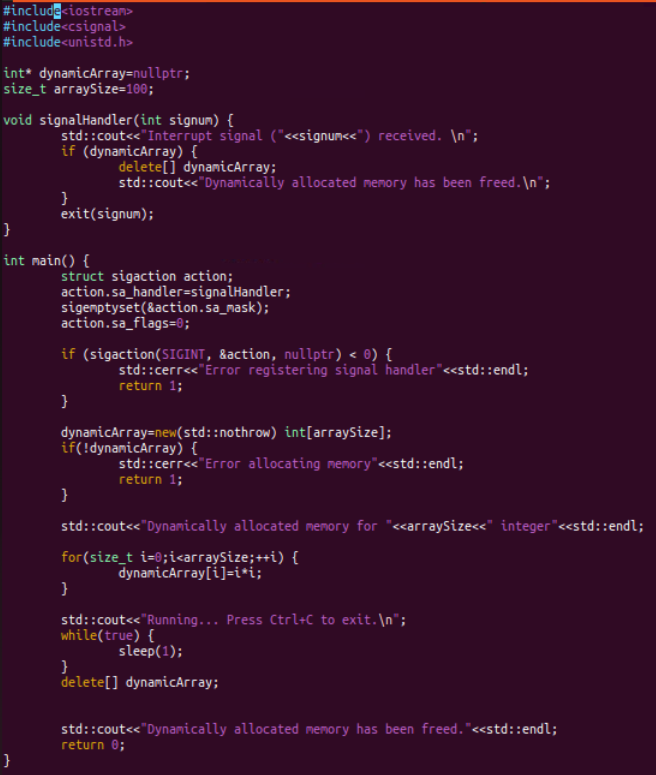 #include<iostream>
#include<csignal>
#include<unistd.h>

int* dynamicArray=nullptr;
size_t arraySize=100;

void signalHandler(int signum) {
        std::cout<<"Interrupt signal ("<<signum<<") received. \n";
        if (dynamicArray) {
                delete[] dynamicArray;
                std::cout<<"Dynamically allocated memory has been freed.\n";
        }
        exit(signum);
}

int main() {
        struct sigaction action;
        action.sa_handler=signalHandler;
        sigemptyset(&action.sa_mask);
        action.sa_flags=0;

        if (sigaction(SIGINT, &action, nullptr) < 0) {
                std::cerr<<"Error registering signal handler"<<std::endl;
                return 1;
        }

        dynamicArray=new(std::nothrow) int[arraySize];
        if(!dynamicArray) {
                std::cerr<<"Error allocating memory"<<std::endl;
                return 1;
        }

        std::cout<<"Dynamically allocated memory for "<<arraySize<<" integer"<<std::endl;

        for(size_t i=0;i<arraySize;++i) {
                dynamicArray[i]=i*i;
        }

        std::cout<<"Running... Press Ctrl+C to exit.\n";
        while(true) {
                sleep(1);
        }
        delete[] dynamicArray;


        std::cout<<"Dynamically allocated memory has been freed."<<std::endl;
        return 0;
}